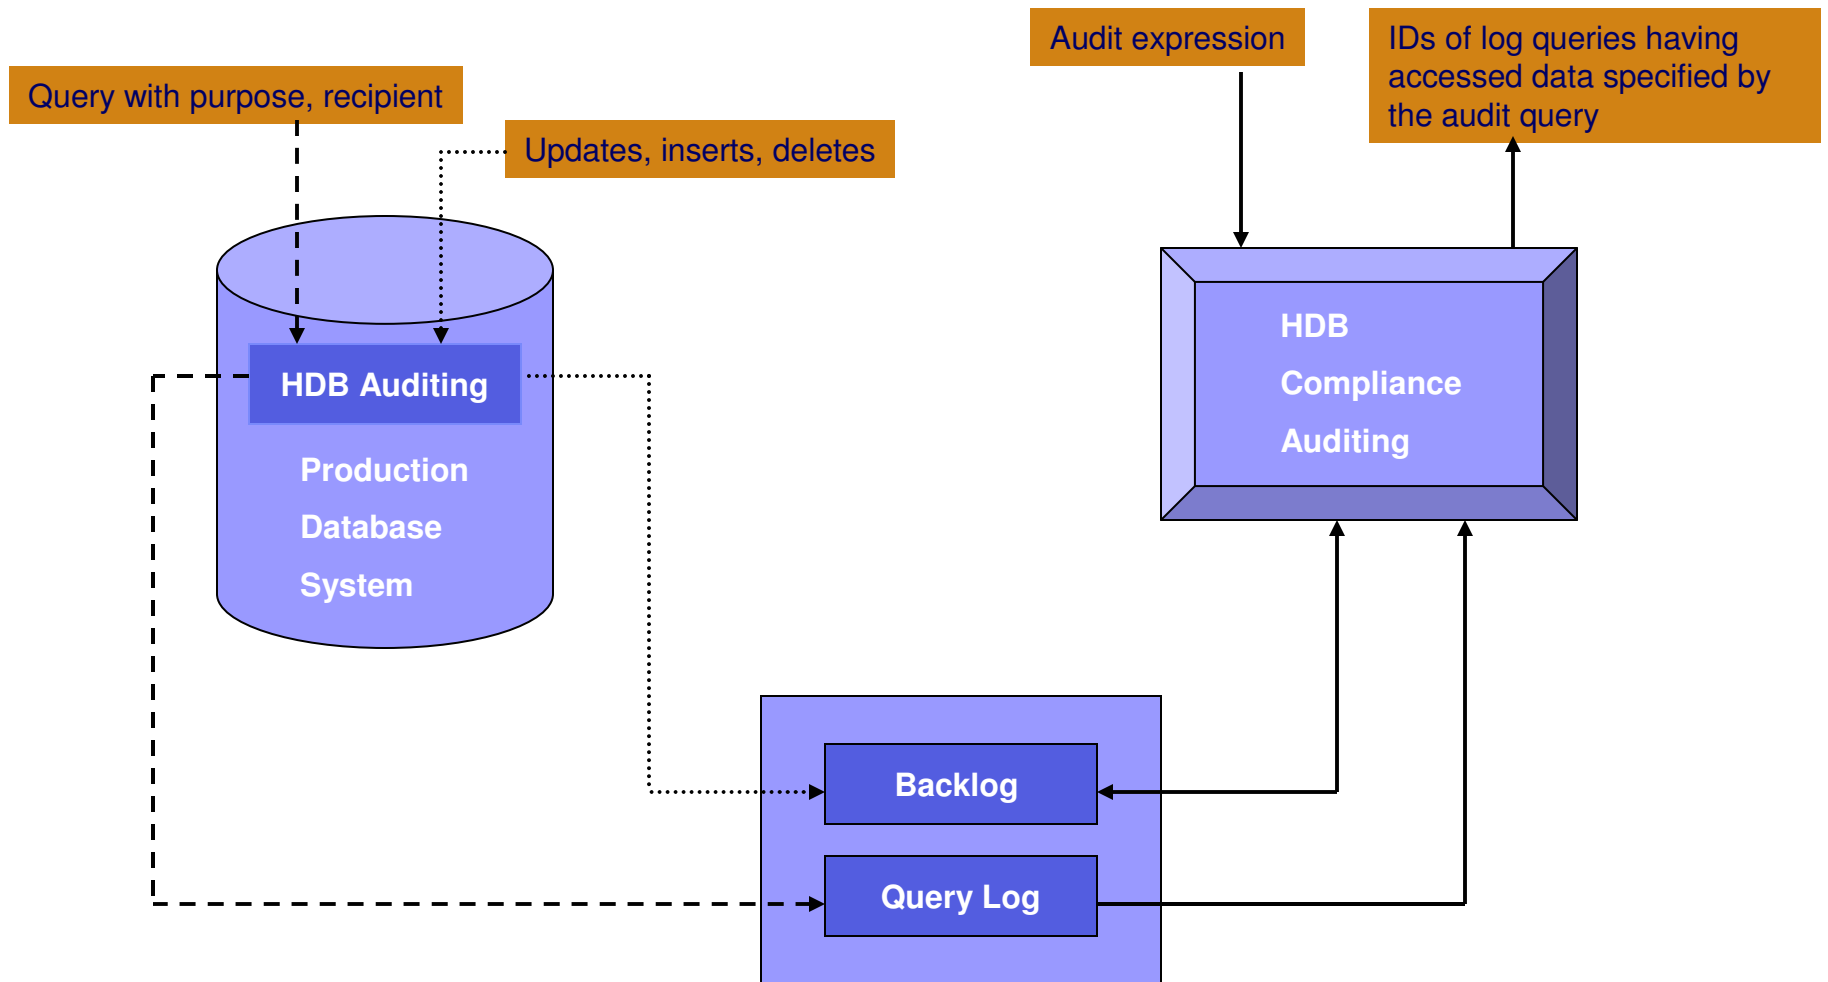 Audit expression
IDs of log queries having
accessed data specified by
the audit query
Query with purpose, recipient
Updates, inserts, deletes
HDB Auditing
Production
Database
System
HDB
Compliance
Auditing
Backlog
Query Log